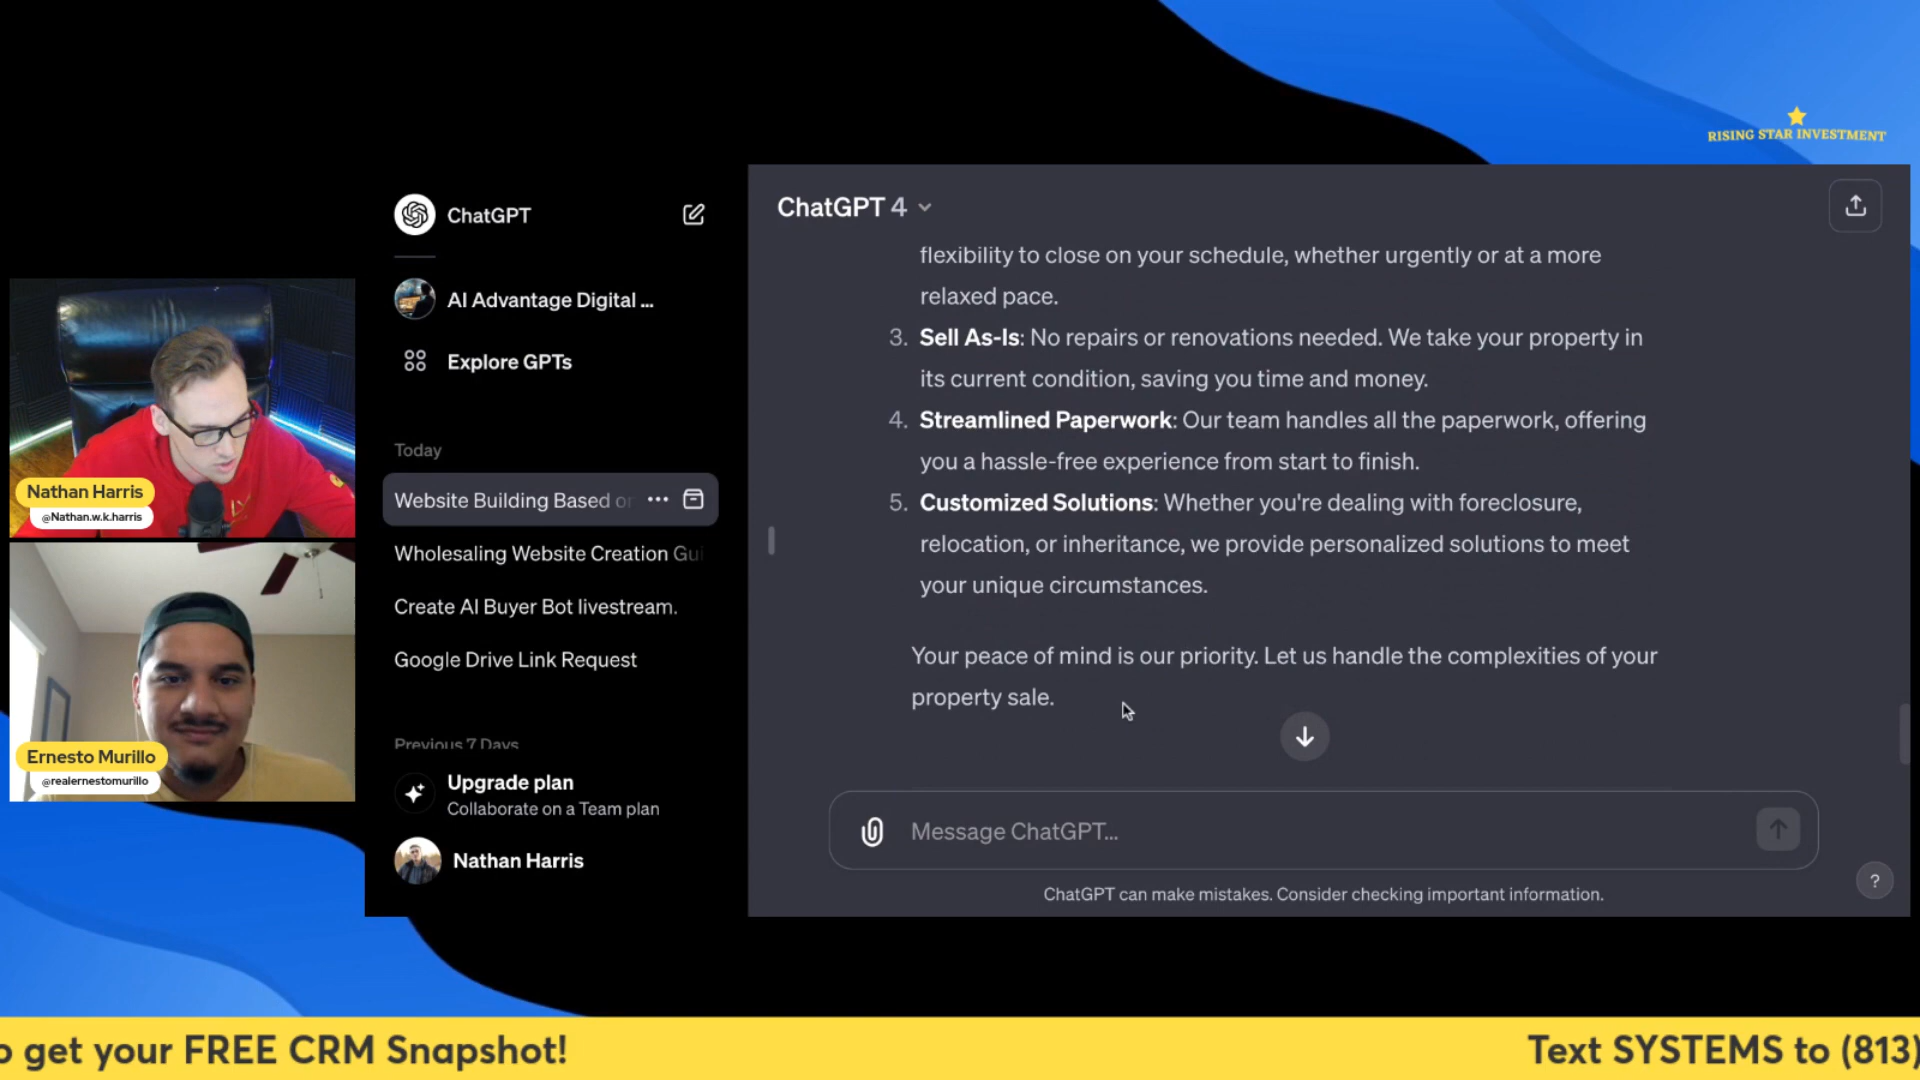 RISING STAR INVESTMENT
ChatGPT
AI Advantage Digital ...
Explore GPTs
Today
Website Building Based on
Wholesaling Website Creation Gui
Create AI Buyer Bot livestream.
Google Drive Link Request
Previous 7 Days
Upgrade plan
Collaborate on a Team plan
Nathan Harris
Nathan Harris
@Nathan.w.k.harris
Ernesto Murillo
@realernestomurillo
ChatGPT 4
flexibility to close on your schedule, whether urgently or at a more
relaxed pace.
3. Sell As-Is: No repairs or renovations needed. We take your property in
its current condition, saving you time and money.
4. Streamlined Paperwork: Our team handles all the paperwork, offering
you a hassle-free experience from start to finish.
5. Customized Solutions: Whether you're dealing with foreclosure,
relocation, or inheritance, we provide personalized solutions to meet
your unique circumstances.
Your peace of mind is our priority. Let us handle the complexities of your
property sale.
Message ChatGPT...
ChatGPT can make mistakes. Consider checking important information.
?
o get your FREE CRM Snapshot!
Text SYSTEMS to (813)